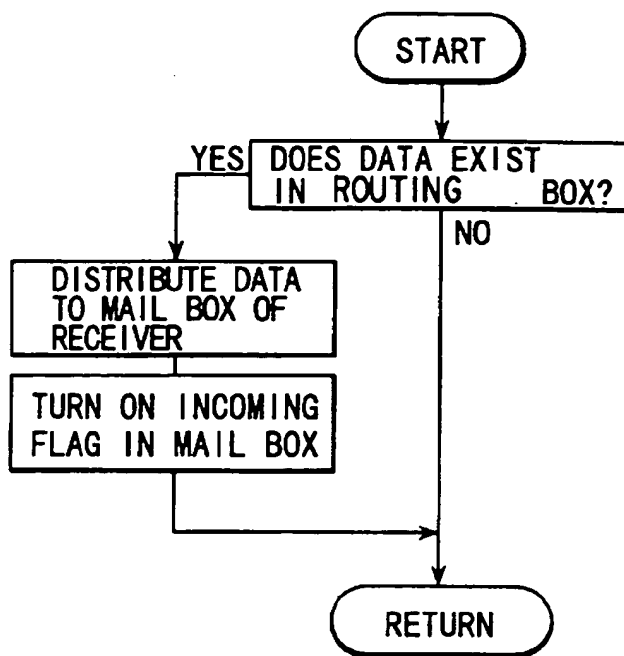 START
YES
DOES DATA EXIST
IN ROUTING BOX?
NO
DISTRIBUTE DATA
TO MAIL BOX OF
RECEIVER
TURN ON INCOMING
FLAG IN MAIL BOX
RETURN